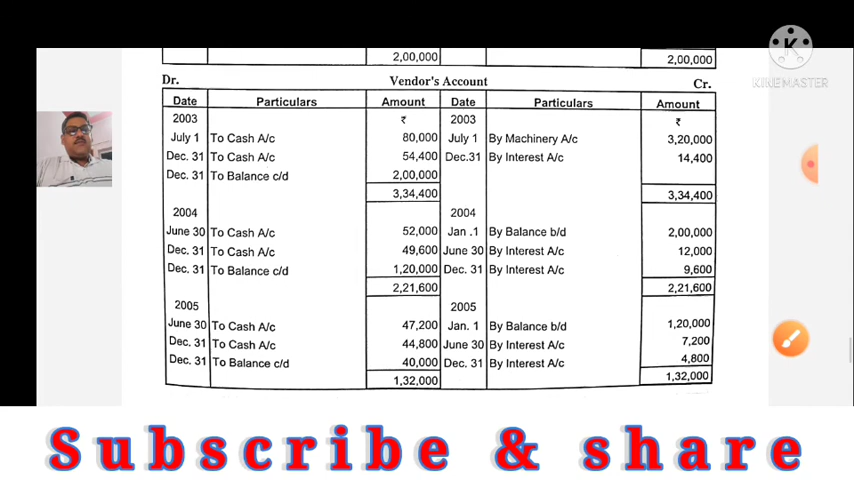 2,00,000 2,00,000
KINEMASTER
Dr. Vendor's Account Cr.
Date Particulars Amount Date Particulars Amount
2003 ₹ 2003 ₹
July 1 To Cash A/c 80,000 July 1 By Machinery A/c 3,20,000
Dec. 31 To Cash A/c 54,400 Dec.31 By Interest A/c 14,400
Dec. 31 To Balance c/d 2,00,000
3,34,400 3,34,400
2004 2004
June 30 To Cash A/c 52,000 Jan .1 By Balance b/d 2,00,000
Dec. 31 To Cash A/c 49,600 June 30 By Interest A/c 12,000
Dec. 31 To Balance c/d 1,20,000 Dec. 31 By Interest A/c 9,600
2,21,600 2,21,600
2005 2005
June 30 To Cash A/c 47,200 Jan. 1 By Balance b/d 1,20,000
Dec. 31 To Cash A/c 44,800 June 30 By Interest A/c 7,200
Dec. 31 To Balance c/d 40,000 Dec. 31 By Interest A/c 4,800
1,32,000 1,32,000
Subscribe & share